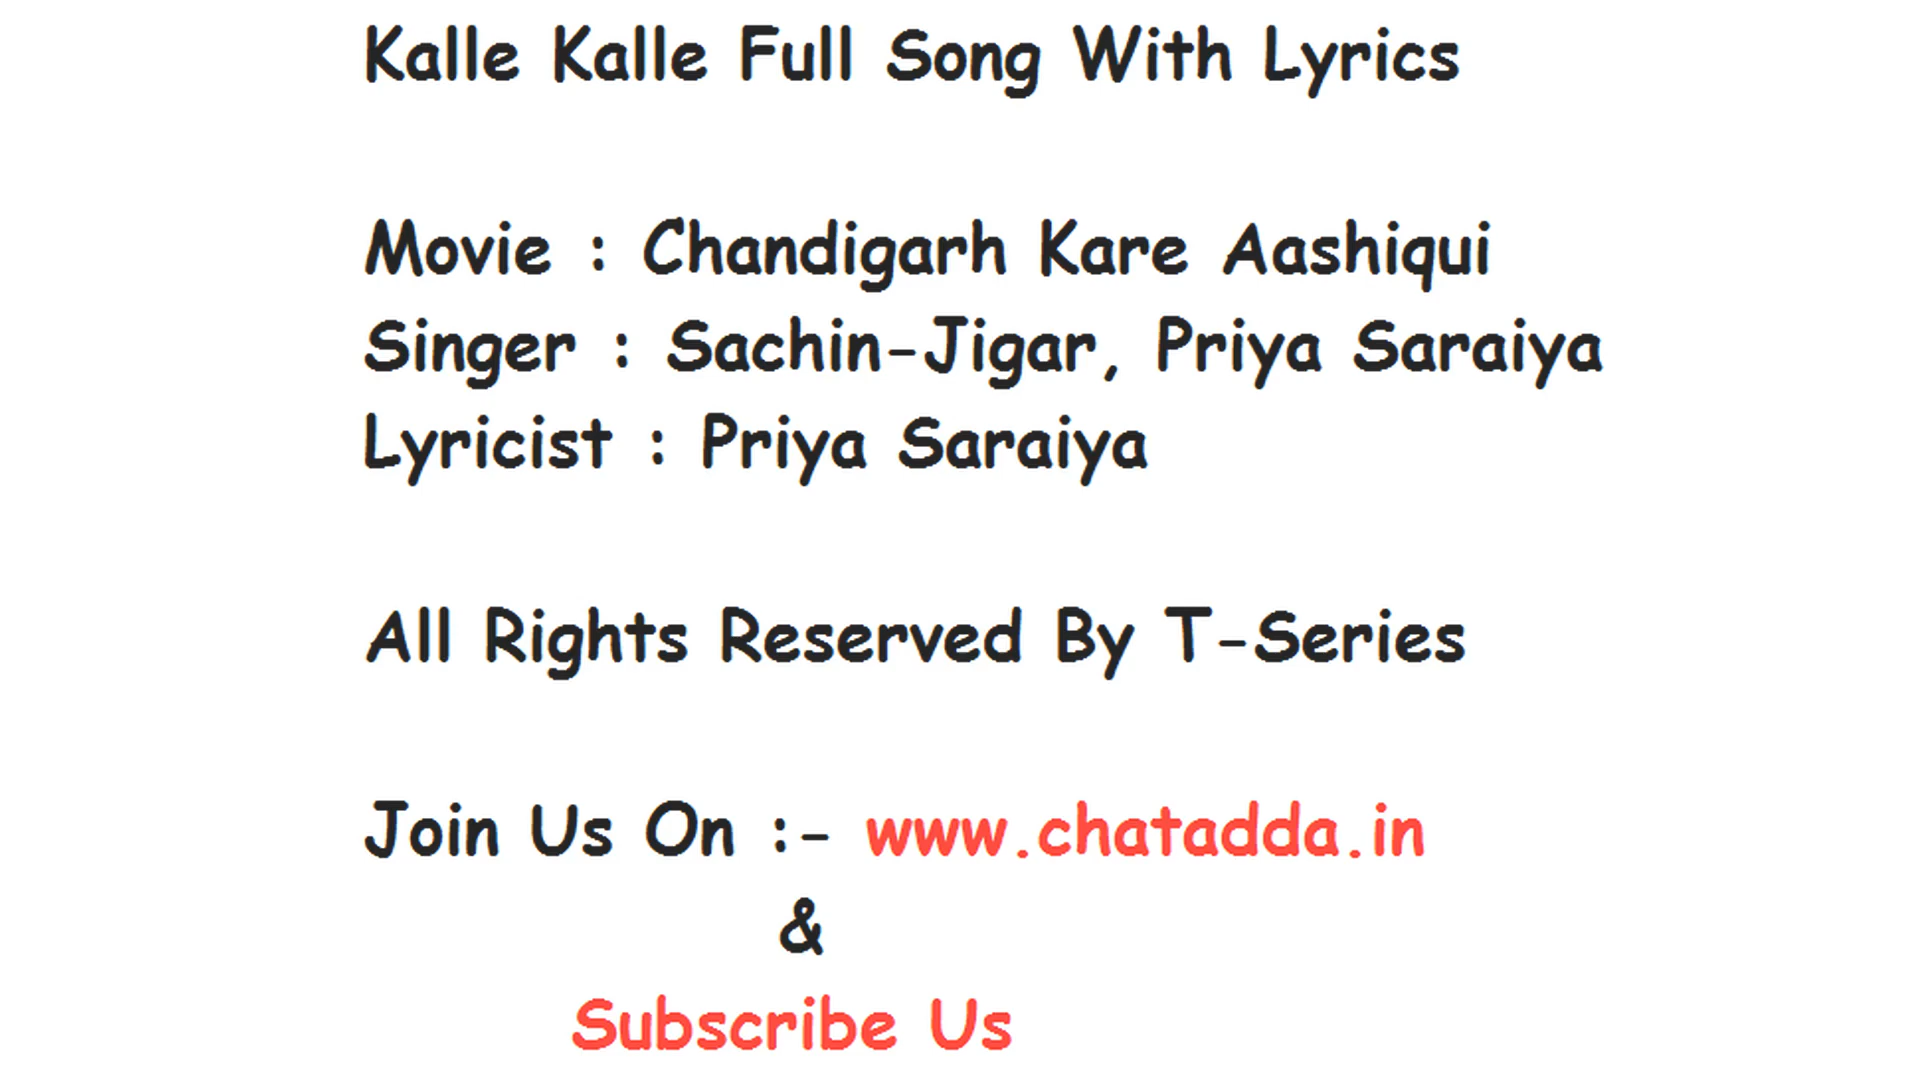 Kalle Kalle Full Song With Lyrics
Movie : Chandigarh Kare Aashiqui
Singer : Sachin-Jigar, Priya Saraiya
Lyricist : Priya Saraiya
All Rights Reserved By T-Series
Join Us On :- www.chatadda.in
&
Subscribe Us